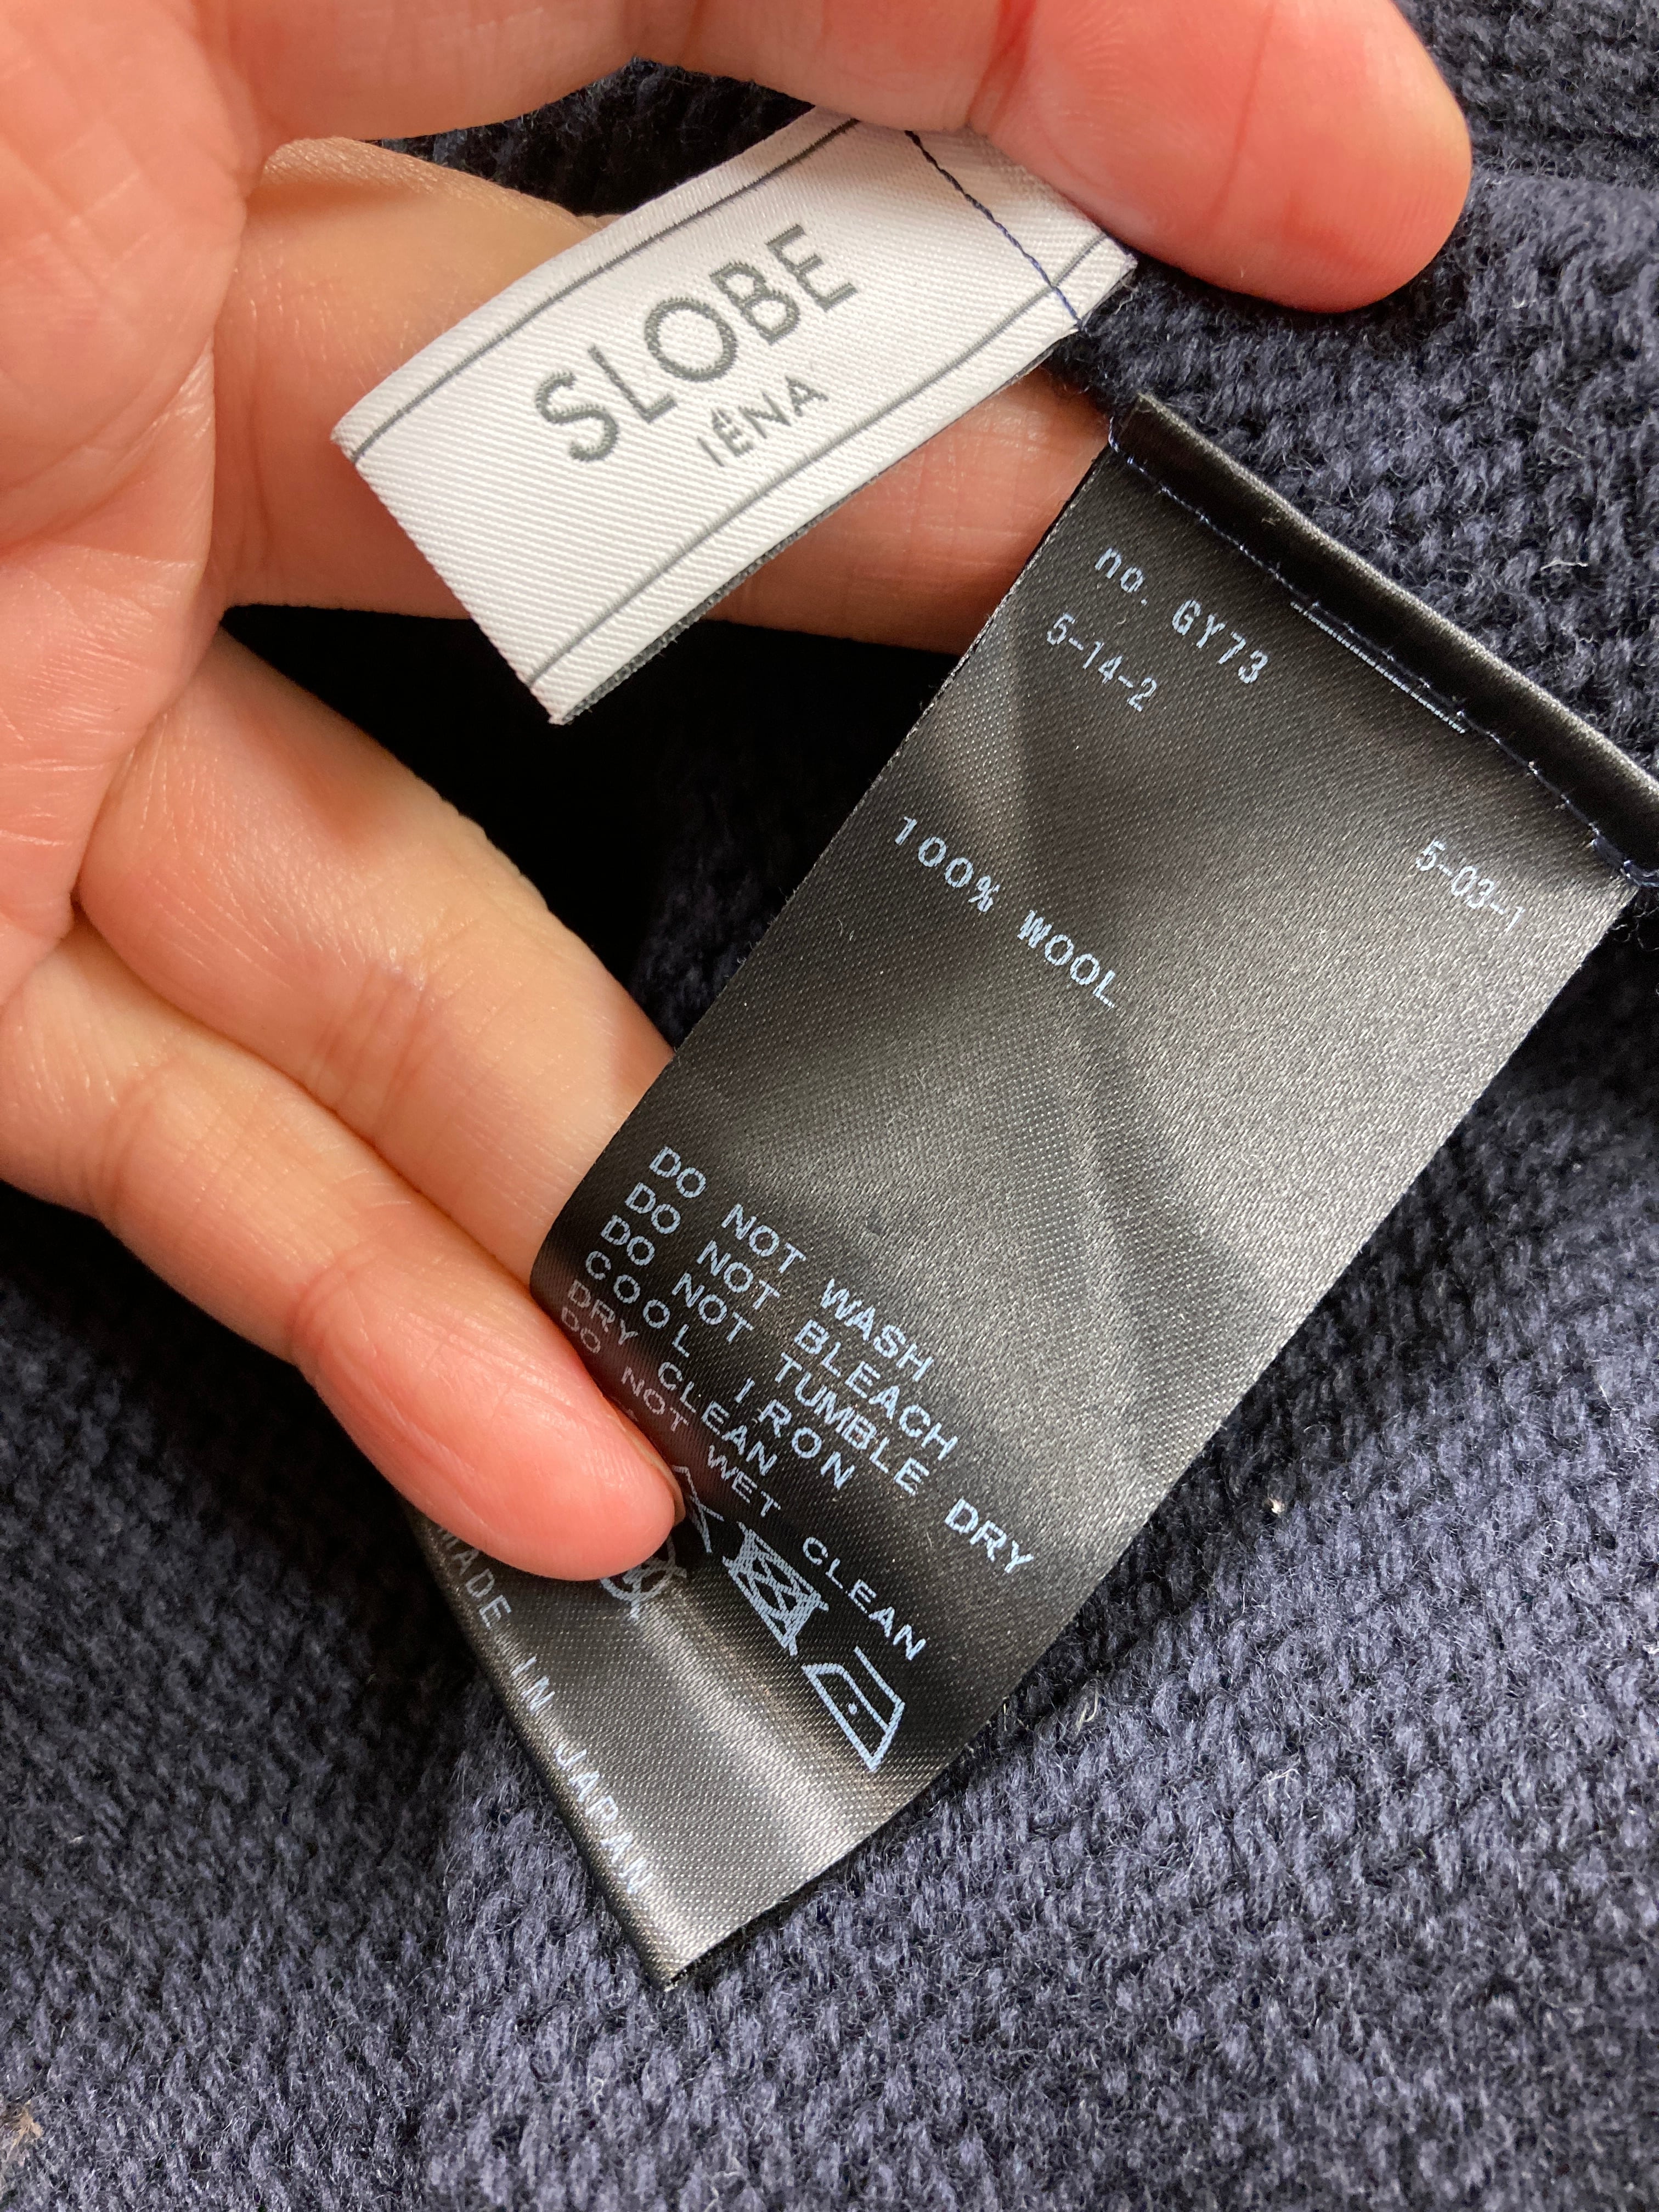 SLOBE
IÉNA
no. GY73
5-14-2
5-03-1
100% WOOL
DO NOT WASH
DO NOT BLEACH
DO NOT TUMBLE DRY
COOL IRON
DRY CLEAN
DO NOT WET CLEAN
MADE IN JAPAN